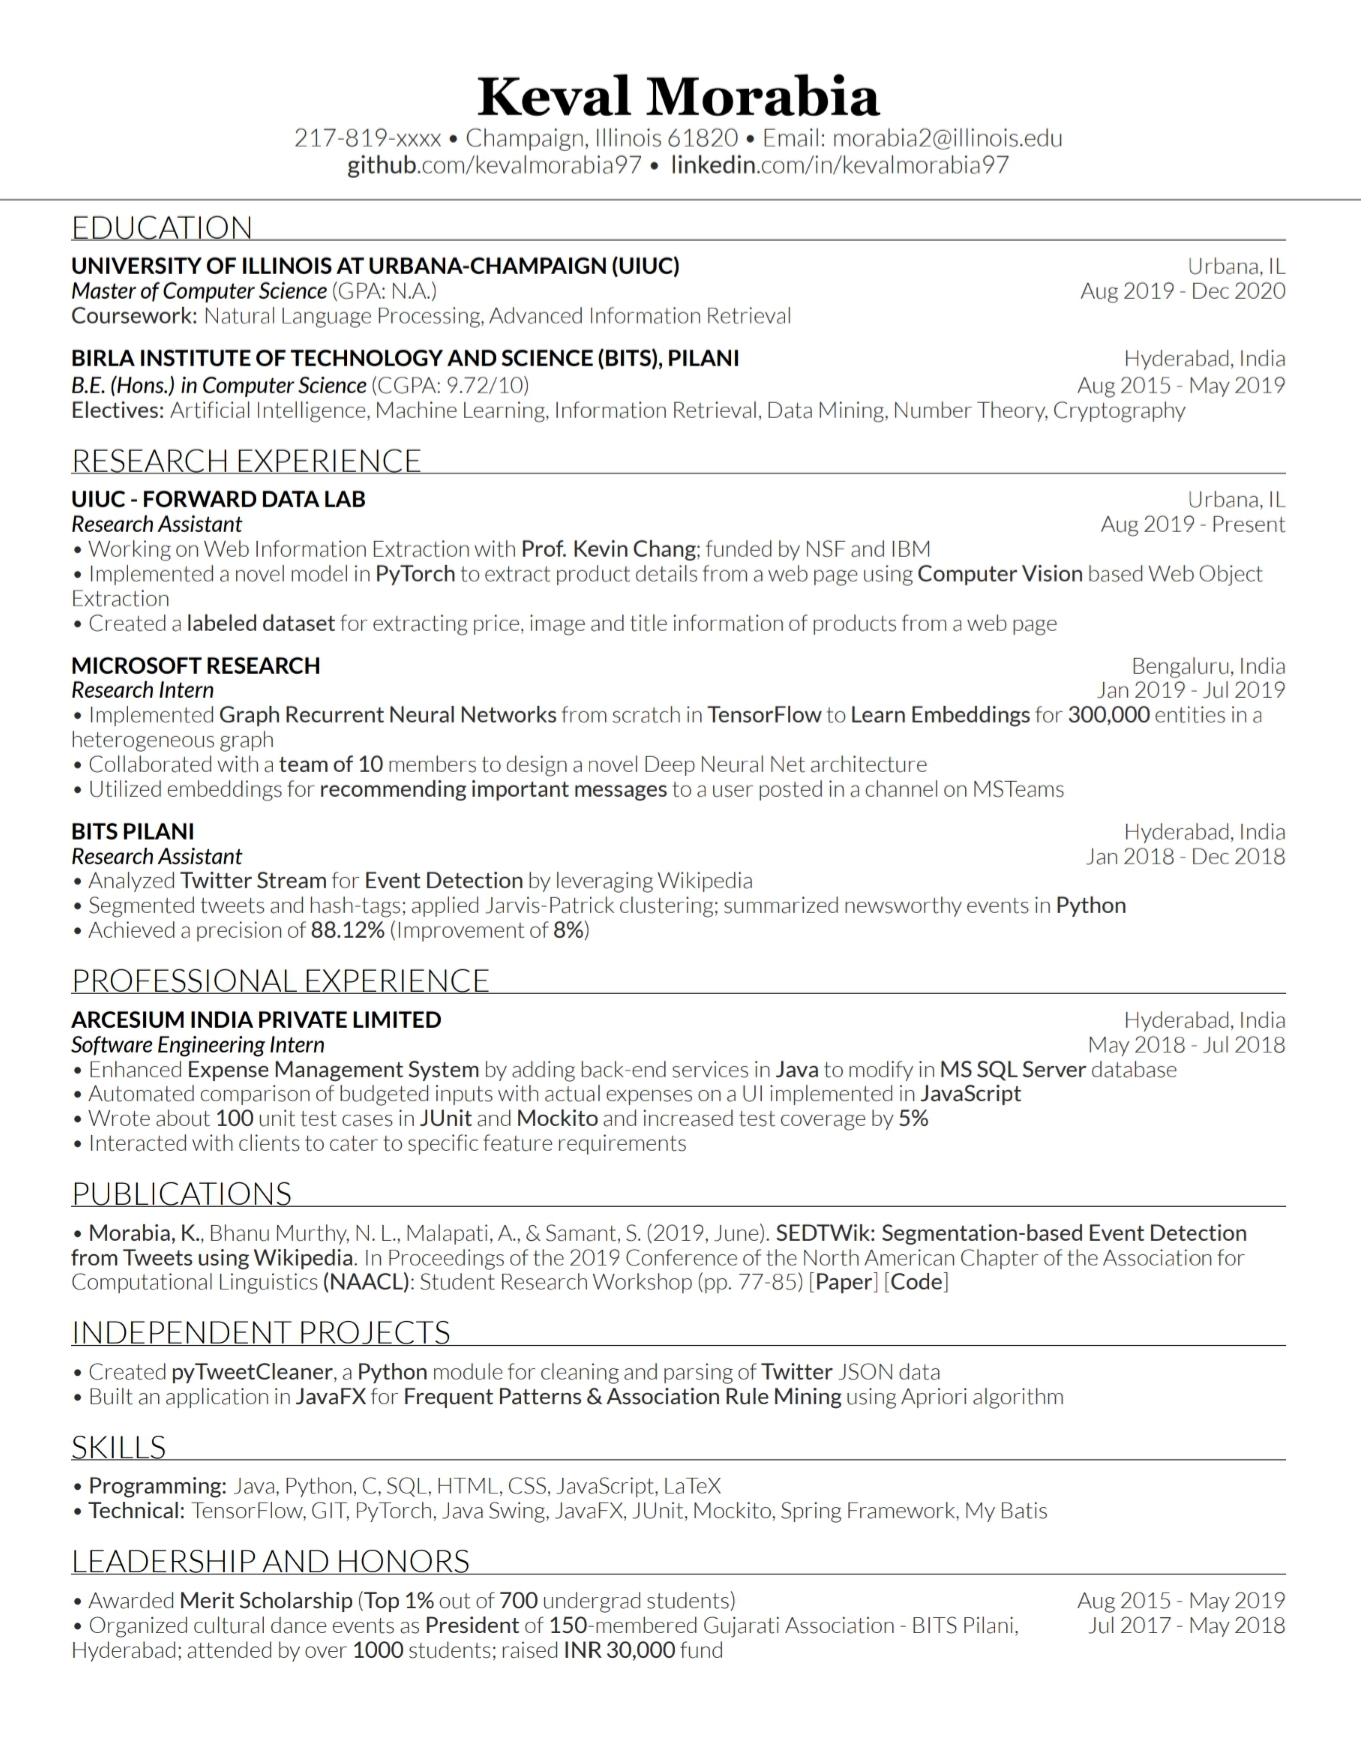 Keval Morabia
217-819-xxxx • Champaign, Illinois 61820 • Email: morabia2@illinois.edu
github.com/kevalmorabia97 • linkedin.com/in/kevalmorabia97
EDUCATION
UNIVERSITY OF ILLINOIS AT URBANA-CHAMPAIGN (UIUC) Urbana, IL
Master of Computer Science (GPA: N.A.) Aug 2019 - Dec 2020
Coursework: Natural Language Processing, Advanced Information Retrieval
BIRLA INSTITUTE OF TECHNOLOGY AND SCIENCE (BITS), PILANI Hyderabad, India
B.E. (Hons.) in Computer Science (CGPA: 9.72/10) Aug 2015 - May 2019
Electives: Artificial Intelligence, Machine Learning, Information Retrieval, Data Mining, Number Theory, Cryptography
RESEARCH EXPERIENCE
UIUC - FORWARD DATA LAB Urbana, IL
Research Assistant Aug 2019 - Present
• Working on Web Information Extraction with Prof. Kevin Chang; funded by NSF and IBM
• Implemented a novel model in PyTorch to extract product details from a web page using Computer Vision based Web Object
Extraction
• Created a labeled dataset for extracting price, image and title information of products from a web page
MICROSOFT RESEARCH Bengaluru, India
Research Intern Jan 2019 - Jul 2019
• Implemented Graph Recurrent Neural Networks from scratch in TensorFlow to Learn Embeddings for 300,000 entities in a
heterogeneous graph
• Collaborated with a team of 10 members to design a novel Deep Neural Net architecture
• Utilized embeddings for recommending important messages to a user posted in a channel on MSTeams
BITS PILANI Hyderabad, India
Research Assistant Jan 2018 - Dec 2018
• Analyzed Twitter Stream for Event Detection by leveraging Wikipedia
• Segmented tweets and hash-tags; applied Jarvis-Patrick clustering; summarized newsworthy events in Python
• Achieved a precision of 88.12% (Improvement of 8%)
PROFESSIONAL EXPERIENCE
ARCESIUM INDIA PRIVATE LIMITED Hyderabad, India
Software Engineering Intern May 2018 - Jul 2018
• Enhanced Expense Management System by adding back-end services in Java to modify in MS SQL Server database
• Automated comparison of budgeted inputs with actual expenses on a UI implemented in JavaScript
• Wrote about 100 unit test cases in JUnit and Mockito and increased test coverage by 5%
• Interacted with clients to cater to specific feature requirements
PUBLICATIONS
• Morabia, K., Bhanu Murthy, N. L., Malapati, A., & Samant, S. (2019, June). SEDTWik: Segmentation-based Event Detection
from Tweets using Wikipedia. In Proceedings of the 2019 Conference of the North American Chapter of the Association for
Computational Linguistics (NAACL): Student Research Workshop (pp. 77-85) [Paper] [Code]
INDEPENDENT PROJECTS
• Created pyTweetCleaner, a Python module for cleaning and parsing of Twitter JSON data
• Built an application in JavaFX for Frequent Patterns & Association Rule Mining using Apriori algorithm
SKILLS
• Programming: Java, Python, C, SQL, HTML, CSS, JavaScript, LaTeX
• Technical: TensorFlow, GIT, PyTorch, Java Swing, JavaFX, JUnit, Mockito, Spring Framework, My Batis
LEADERSHIP AND HONORS
• Awarded Merit Scholarship (Top 1% out of 700 undergrad students) Aug 2015 - May 2019
• Organized cultural dance events as President of 150-membered Gujarati Association - BITS Pilani, Jul 2017 - May 2018
Hyderabad; attended by over 1000 students; raised INR 30,000 fund